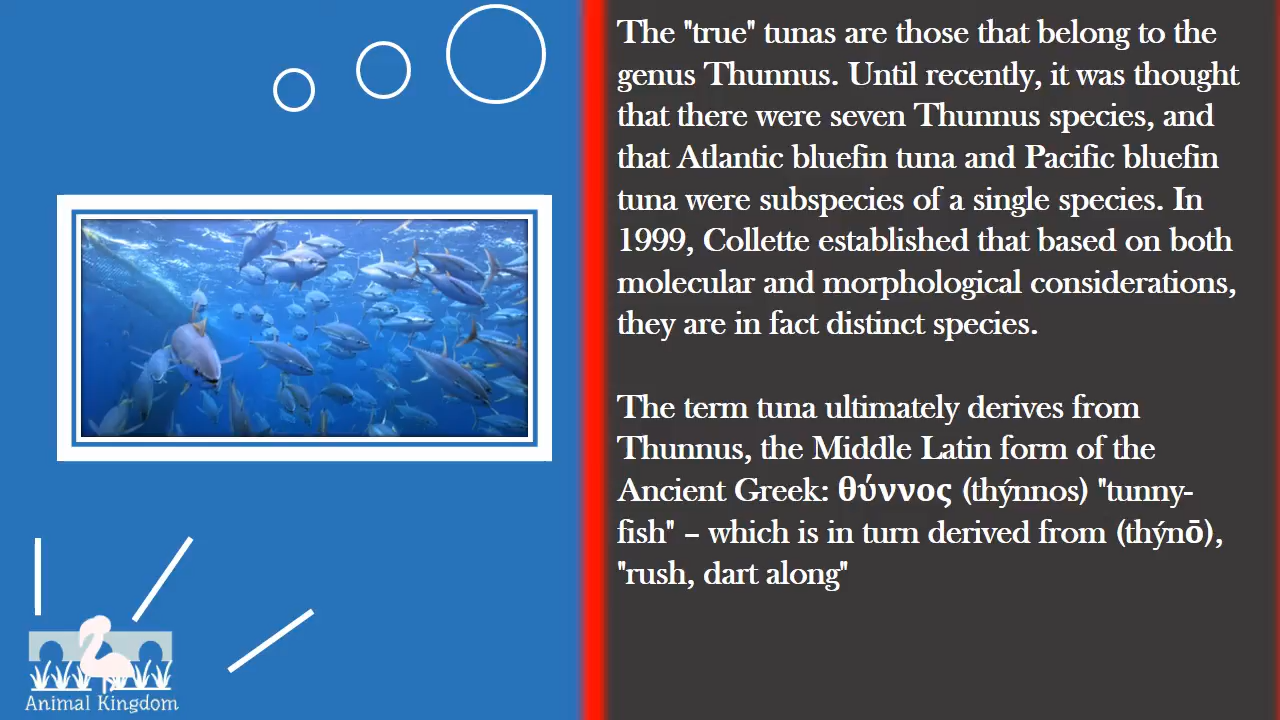 The "true" tunas are those that belong to the
genus Thunnus. Until recently, it was thought
that there were seven Thunnus species, and
that Atlantic bluefin tuna and Pacific bluefin
tuna were subspecies of a single species. In
1999, Collette established that based on both
molecular and morphological considerations,
they are in fact distinct species.
The term tuna ultimately derives from
Thunnus, the Middle Latin form of the
Ancient Greek: θύννος (thýnnos) "tunny-
fish" – which is in turn derived from (thýnō),
"rush, dart along"
Animal Kingdom